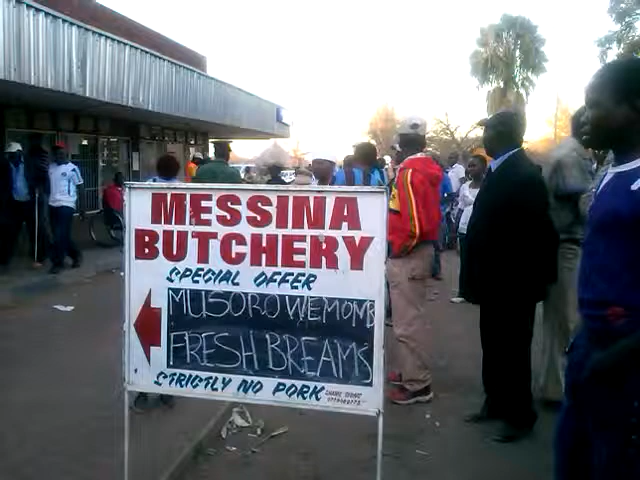 MESSINA
BUTCHERY
SPECIAL OFFER
MUSORO WEMOMB
FRESH BREAMS
STRICTLY NO PORK